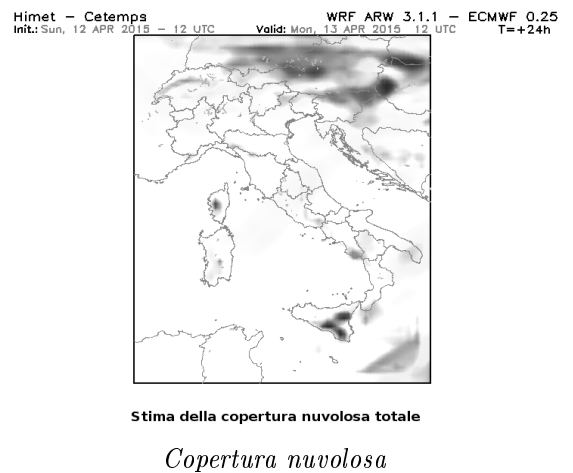 Himet – Cetemps WRF ARW 3.1.1 – ECMWF 0.25
Init.: Sun, 12 APR 2015 – 12 UTC Valid: Mon, 13 APR 2015 12 UTC T=+24h
Stima della copertura nuvolosa totale
Copertura nuvolosa